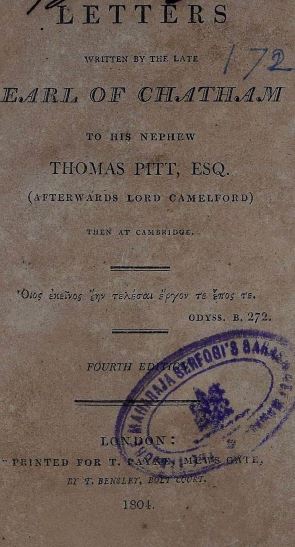 LETTERS
WRITTEN BY THE LATE
172
EARL OF CHATHAM
TO HIS NEPHEW
THOMAS PITT, ESQ.
(AFTERWARDS LORD CAMELFORD)
THEN AT CAMBRIDGE.
Οἷος ἐκεῖνος ἔην τελέσαι ἔργον τε ἔπος τε.
ODYSS. B. 272.
FOURTH EDITION
MAHARAJA SERFOJI'S
LONDON:
PRINTED FOR T. PAYNE, MEWS GATE,
BY T. BENSLEY, BOLT COURT.
1804.